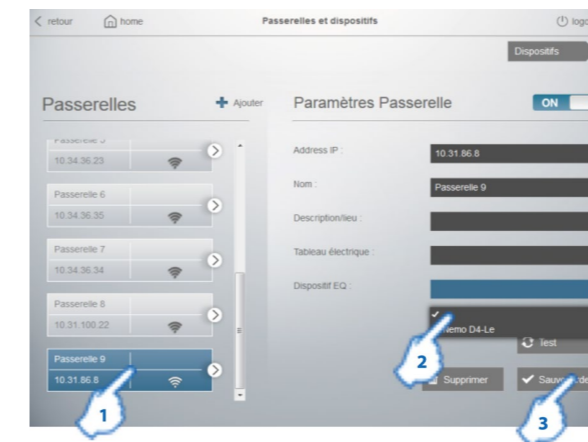 retour
home
Passerelles et dispositifs
logo
Dispositifs
Passerelles
Ajouter
Passerelle 5
10.34.36.23
Passerelle 6
10.34.36.35
Passerelle 7
10.34.36.34
Passerelle 8
10.31.100.22
Passerelle 9
10.31.86.8
1
Paramètres Passerelle
ON
Address IP :
10.31.86.8
Nom :
Passerelle 9
Description/lieu :
Tableau électrique :
Dispositif EQ :
D4-Le
2
Test
Supprimer
3